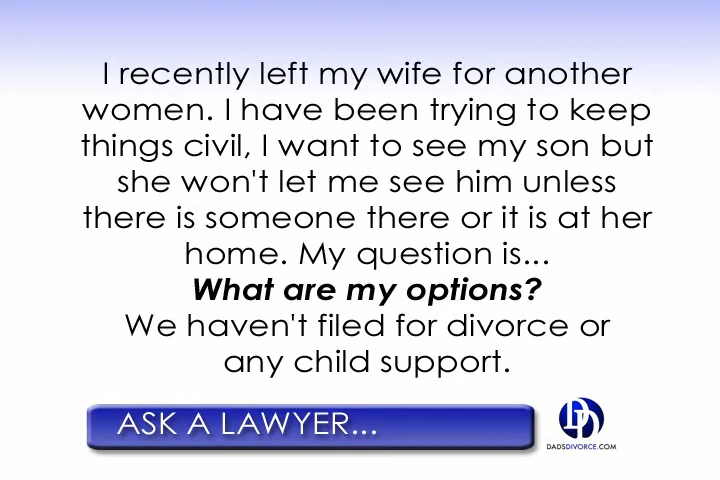 I recently left my wife for another
women. I have been trying to keep
things civil, I want to see my son but
she won't let me see him unless
there is someone there or it is at her
home. My question is...
What are my options?
We haven't filed for divorce or
any child support.
ASK A LAWYER...
DADSDIVORCE.COM